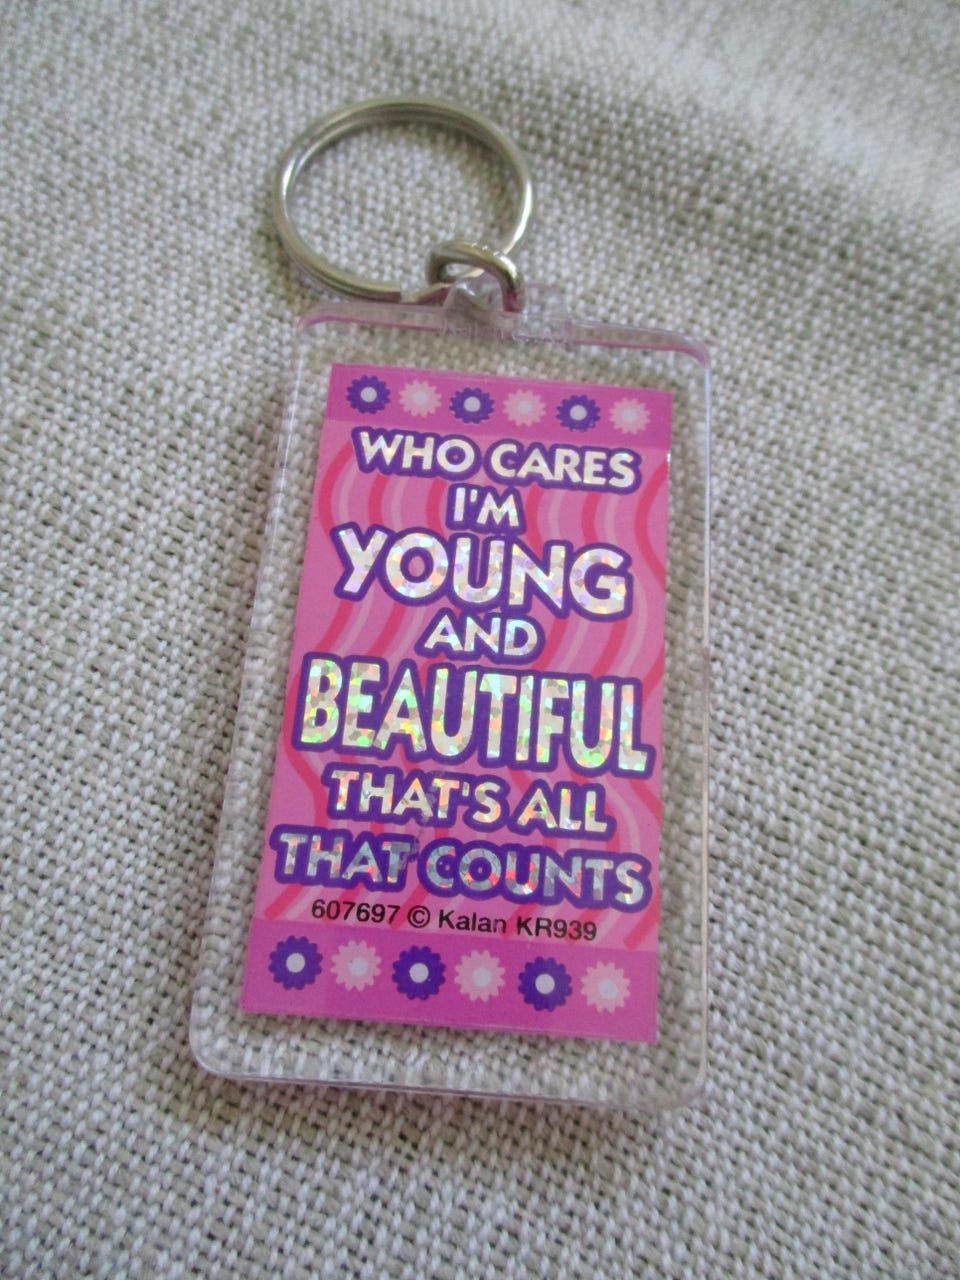 WHO CARES
I'M
YOUNG
AND
BEAUTIFUL
THAT'S ALL
THAT COUNTS
607697 © Kalan KR939